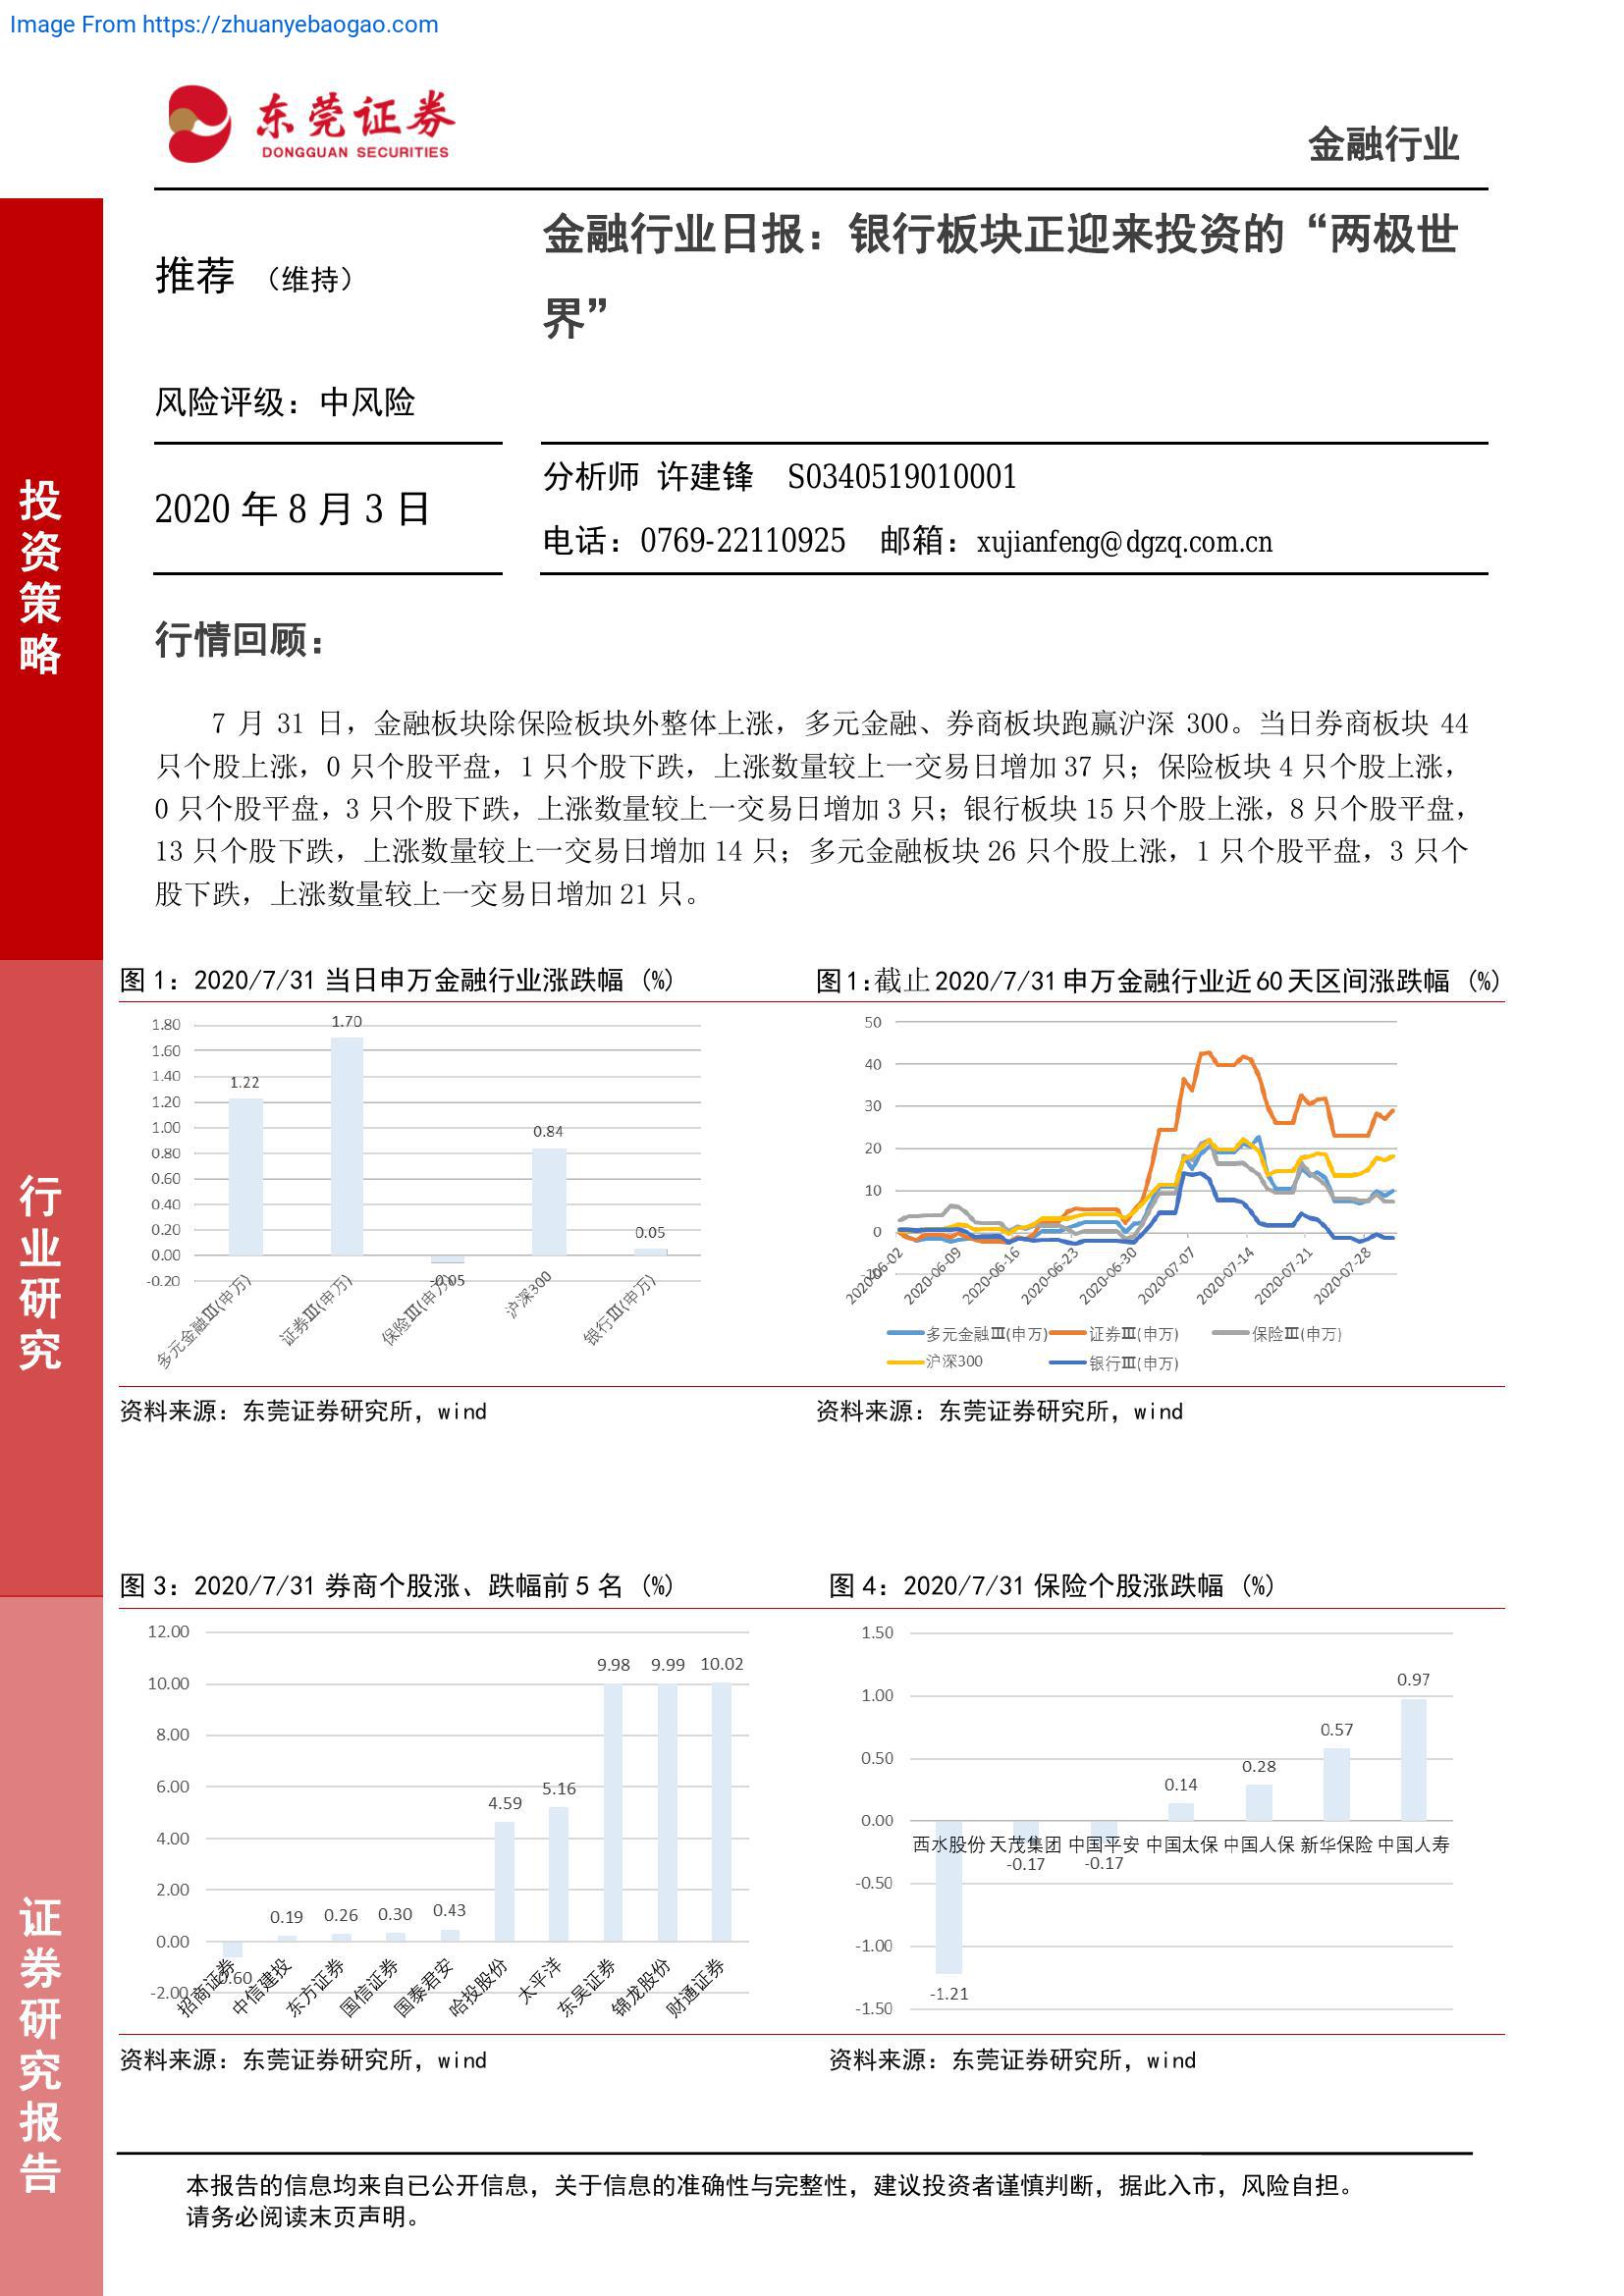 Image From https://zhuanyebaogao.com
东莞证券
DONGGUAN SECURITIES
金融行业
投资策略
行业研究
证券研究报告
推荐 （维持）
金融行业日报：银行板块正迎来投资的“两极世
界”
风险评级：中风险
2020 年 8 月 3 日
分析师 许建锋 S0340519010001
电话：0769-22110925 邮箱：xujianfeng@dgzq.com.cn
行情回顾：
7 月 31 日，金融板块除保险板块外整体上涨，多元金融、券商板块跑赢沪深 300。当日券商板块 44
只个股上涨，0 只个股平盘，1 只个股下跌，上涨数量较上一交易日增加 37 只；保险板块 4 只个股上涨，
0 只个股平盘，3 只个股下跌，上涨数量较上一交易日增加 3 只；银行板块 15 只个股上涨，8 只个股平盘，
13 只个股下跌，上涨数量较上一交易日增加 14 只；多元金融板块 26 只个股上涨，1 只个股平盘，3 只个
股下跌，上涨数量较上一交易日增加 21 只。
图 1：2020/7/31 当日申万金融行业涨跌幅（%）
1.80
1.60
1.40
1.20
1.00
0.80
0.60
0.40
0.20
0.00
-0.20
1.22
1.70
-0.05
0.84
0.05
多元金融Ⅲ(申万)
证券Ⅲ(申万)
保险Ⅲ(申万)
沪深300
银行Ⅲ(申万)
资料来源：东莞证券研究所，wind
图 1：截止 2020/7/31 申万金融行业近 60 天区间涨跌幅（%）
50
40
30
20
10
0
-10
2020-06-02
2020-06-09
2020-06-16
2020-06-23
2020-06-30
2020-07-07
2020-07-14
2020-07-21
2020-07-28
多元金融Ⅲ(申万) 证券Ⅲ(申万) 保险Ⅲ(申万)
沪深300 银行Ⅲ(申万)
资料来源：东莞证券研究所，wind
图 3：2020/7/31 券商个股涨、跌幅前 5 名（%）
12.00
10.00
8.00
6.00
4.00
2.00
0.00
-2.00
-0.60
0.19
0.26
0.30
0.43
4.59
5.16
9.98
9.99
10.02
招商证券
中信建投
东方证券
国信证券
国泰君安
哈投股份
太平洋
东吴证券
锦龙股份
财通证券
资料来源：东莞证券研究所，wind
图 4：2020/7/31 保险个股涨跌幅（%）
1.50
1.00
0.50
0.00
-0.50
-1.00
-1.50
-1.21
-0.17
-0.17
0.14
0.28
0.57
0.97
西水股份 天茂集团 中国平安 中国太保 中国人保 新华保险 中国人寿
资料来源：东莞证券研究所，wind
本报告的信息均来自已公开信息，关于信息的准确性与完整性，建议投资者谨慎判断，据此入市，风险自担。
请务必阅读末页声明。